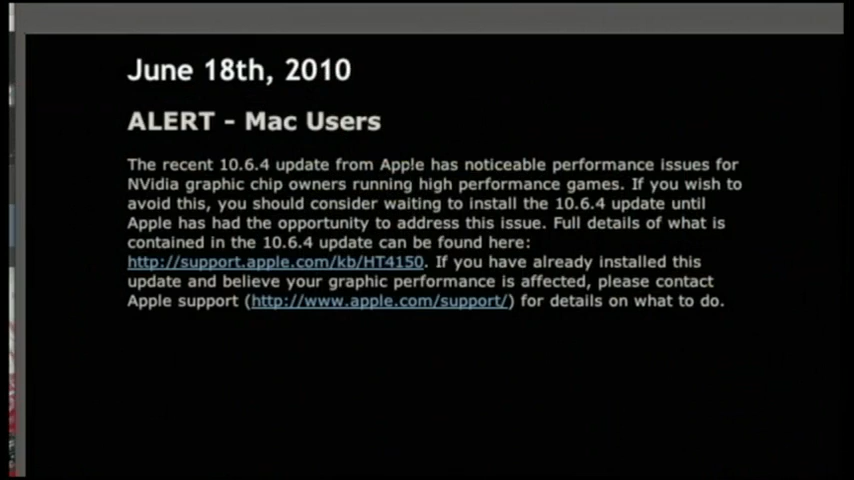 June 18th, 2010
ALERT - Mac Users
The recent 10.6.4 update from Apple has noticeable performance issues for
NVidia graphic chip owners running high performance games. If you wish to
avoid this, you should consider waiting to install the 10.6.4 update until
Apple has had the opportunity to address this issue. Full details of what is
contained in the 10.6.4 update can be found here:
http://support.apple.com/kb/HT4150. If you have already installed this
update and believe your graphic performance is affected, please contact
Apple support (http://www.apple.com/support/) for details on what to do.